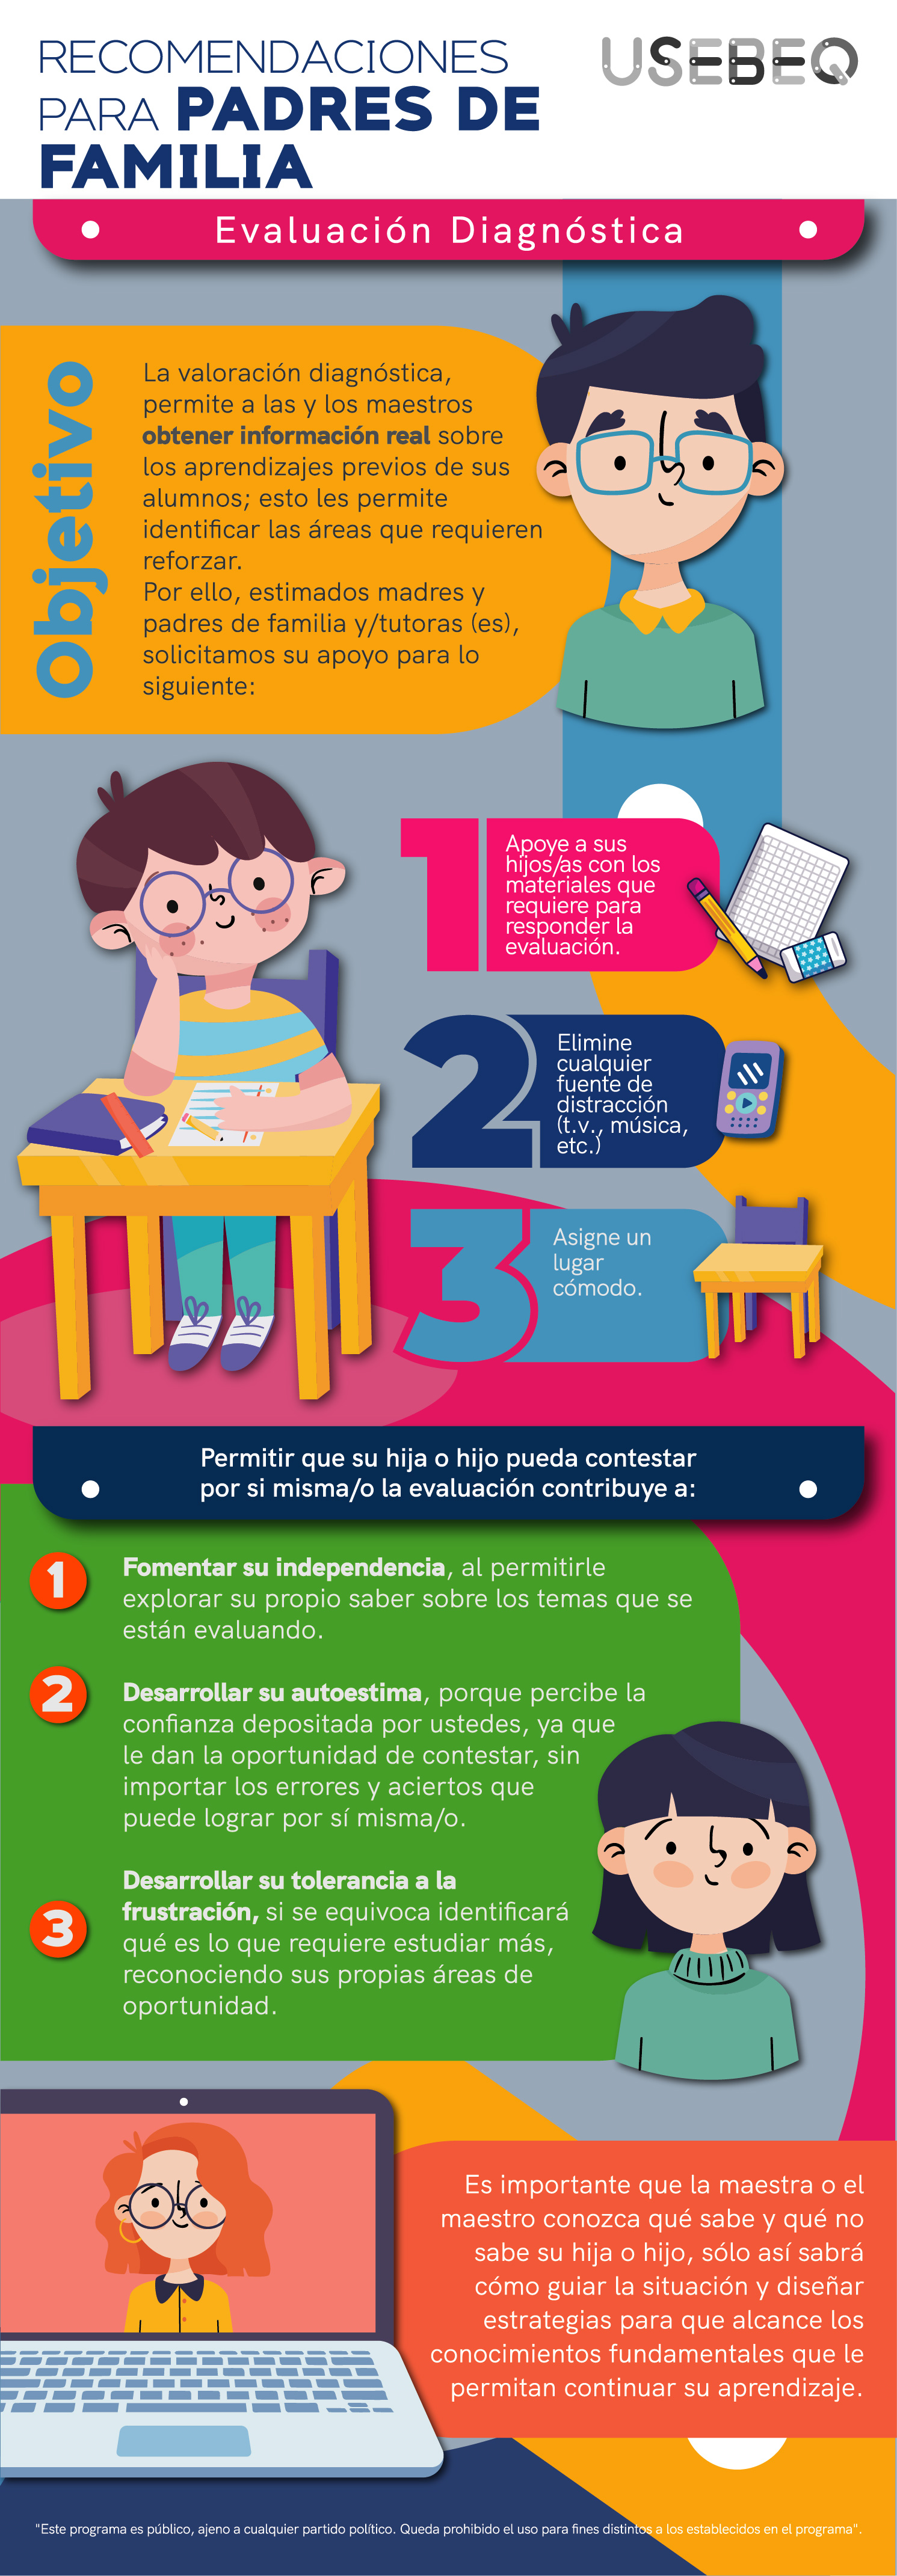 RECOMENDACIONES
PARA PADRES DE
FAMILIA
USEBEQ
Evaluación Diagnóstica
Objetivo
La valoración diagnóstica,
permite a las y los maestros
obtener información real sobre
los aprendizajes previos de sus
alumnos; esto les permite
identificar las áreas que requieren
reforzar.
Por ello, estimados madres y
padres de familia y/tutoras (es),
solicitamos su apoyo para lo
siguiente:
1
Apoye a sus
hijos/as con los
materiales que
requiere para
responder la
evaluación.
2
Elimine
cualquier
fuente de
distracción
(t.v., música,
etc.)
3
Asigne un
lugar
cómodo.
Permitir que su hija o hijo pueda contestar
por si misma/o la evaluación contribuye a:
1
Fomentar su independencia, al permitirle
explorar su propio saber sobre los temas que se
están evaluando.
2
Desarrollar su autoestima, porque percibe la
confianza depositada por ustedes, ya que
le dan la oportunidad de contestar, sin
importar los errores y aciertos que
puede lograr por sí misma/o.
3
Desarrollar su tolerancia a la
frustración, si se equivoca identificará
qué es lo que requiere estudiar más,
reconociendo sus propias áreas de
oportunidad.
Es importante que la maestra o el
maestro conozca qué sabe y qué no
sabe su hija o hijo, sólo así sabrá
cómo guiar la situación y diseñar
estrategias para que alcance los
conocimientos fundamentales que le
permitan continuar su aprendizaje.
"Este programa es público, ajeno a cualquier partido político. Queda prohibido el uso para fines distintos a los establecidos en el programa".